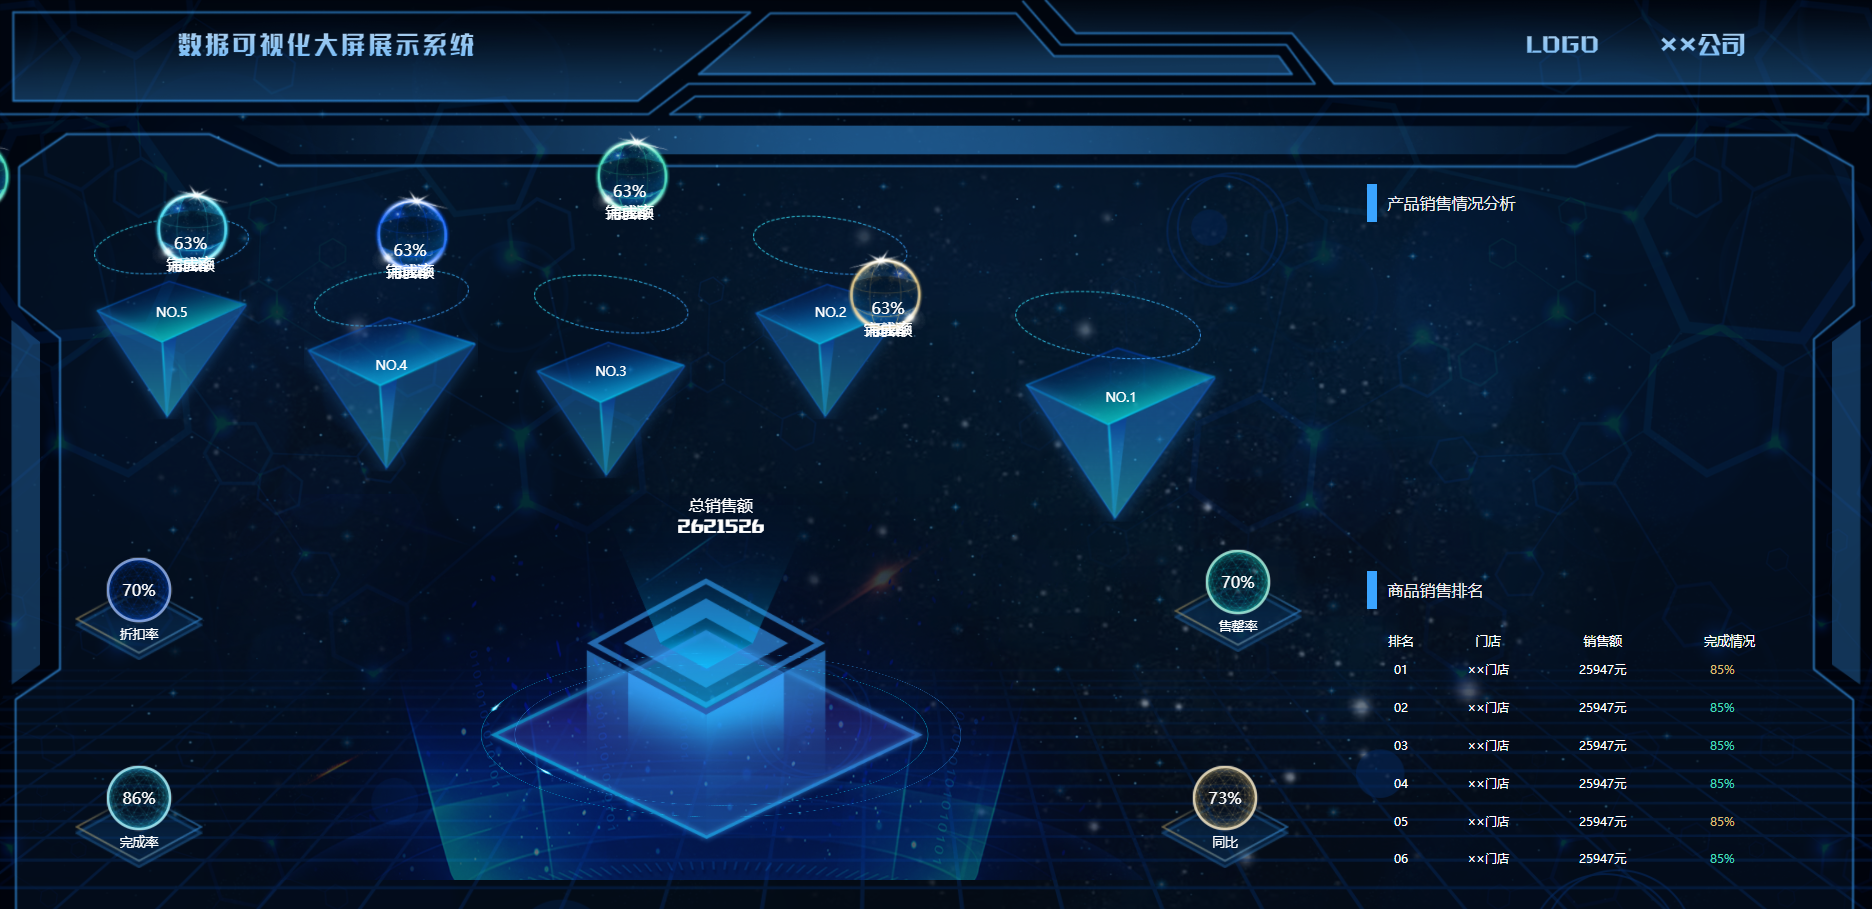 数据可视化大屏展示系统
LOGO ××公司
63%
63%
63%
63%
NO.5
NO.4
NO.3
NO.2
NO.1
总销售额
2621526
70%
折扣率
86%
完成率
70%
售罄率
73%
同比
产品销售情况分析
商品销售排名
排名 门店 销售额 完成情况
01 ××门店 25947元 85%
02 ××门店 25947元 85%
03 ××门店 25947元 85%
04 ××门店 25947元 85%
05 ××门店 25947元 85%
06 ××门店 25947元 85%